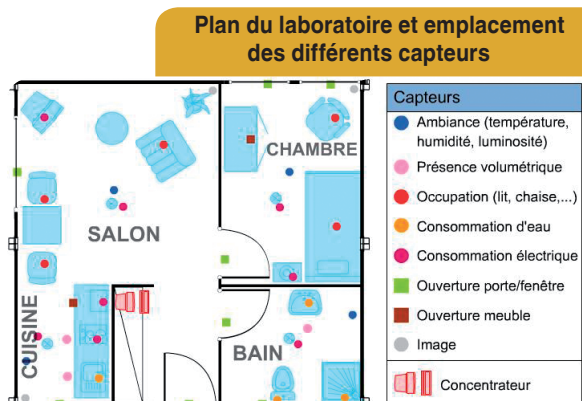 Plan du laboratoire et emplacement
des différents capteurs
CHAMBRE
SALON
CUISINE
BAIN
Capteurs
Ambiance (température,
humidité, luminosité)
Présence volumétrique
Occupation (lit, chaise,...)
Consommation d'eau
Consommation électrique
Ouverture porte/fenêtre
Ouverture meuble
Image
Concentrateur